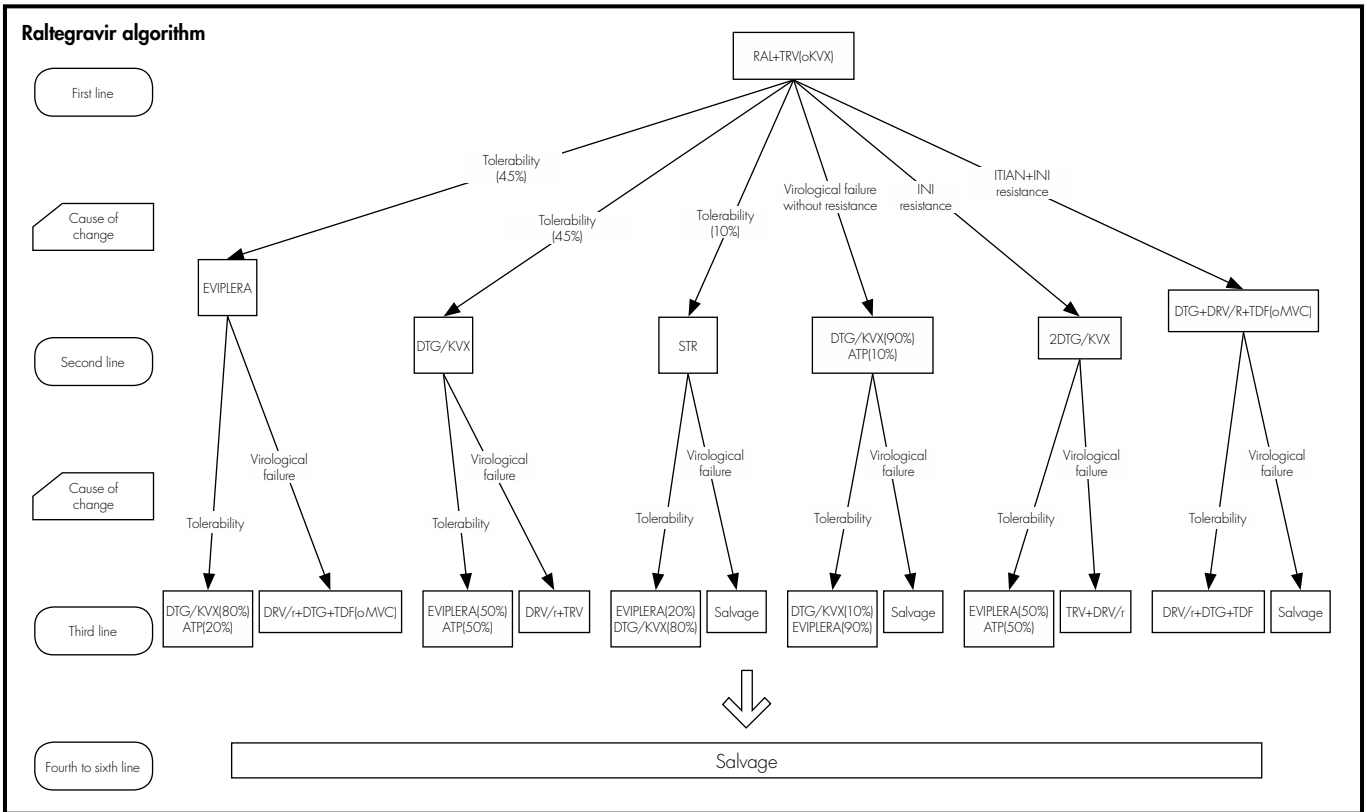 Raltegravir algorithm
RAL+TRV(oKVX)
First line
Tolerability
(45%)
Tolerability
(45%)
Tolerability
(10%)
Virological failure
without resistance
INI
resistance
ITIAN+INI
resistance
Cause of
change
EVIPLERA
DTG/KVX
STR
DTG/KVX(90%)
ATP(10%)
2DTG/KVX
DTG+DRV/R+TDF(oMVC)
Second line
Cause of
change
Tolerability
Virological
failure
Tolerability
Virological
failure
Tolerability
Virological
failure
Tolerability
Virological
failure
Tolerability
Virological
failure
Tolerability
Virological
failure
Third line
DTG/KVX(80%)
ATP(20%)
DRV/r+DTG+TDF(oMVC)
EVIPLERA(50%)
ATP(50%)
DRV/r+TRV
EVIPLERA(20%)
DTG/KVX(80%)
Salvage
DTG/KVX(10%)
EVIPLERA(90%)
Salvage
EVIPLERA(50%)
ATP(50%)
TRV+DRV/r
DRV/r+DTG+TDF
Salvage
Fourth to sixth line
Salvage